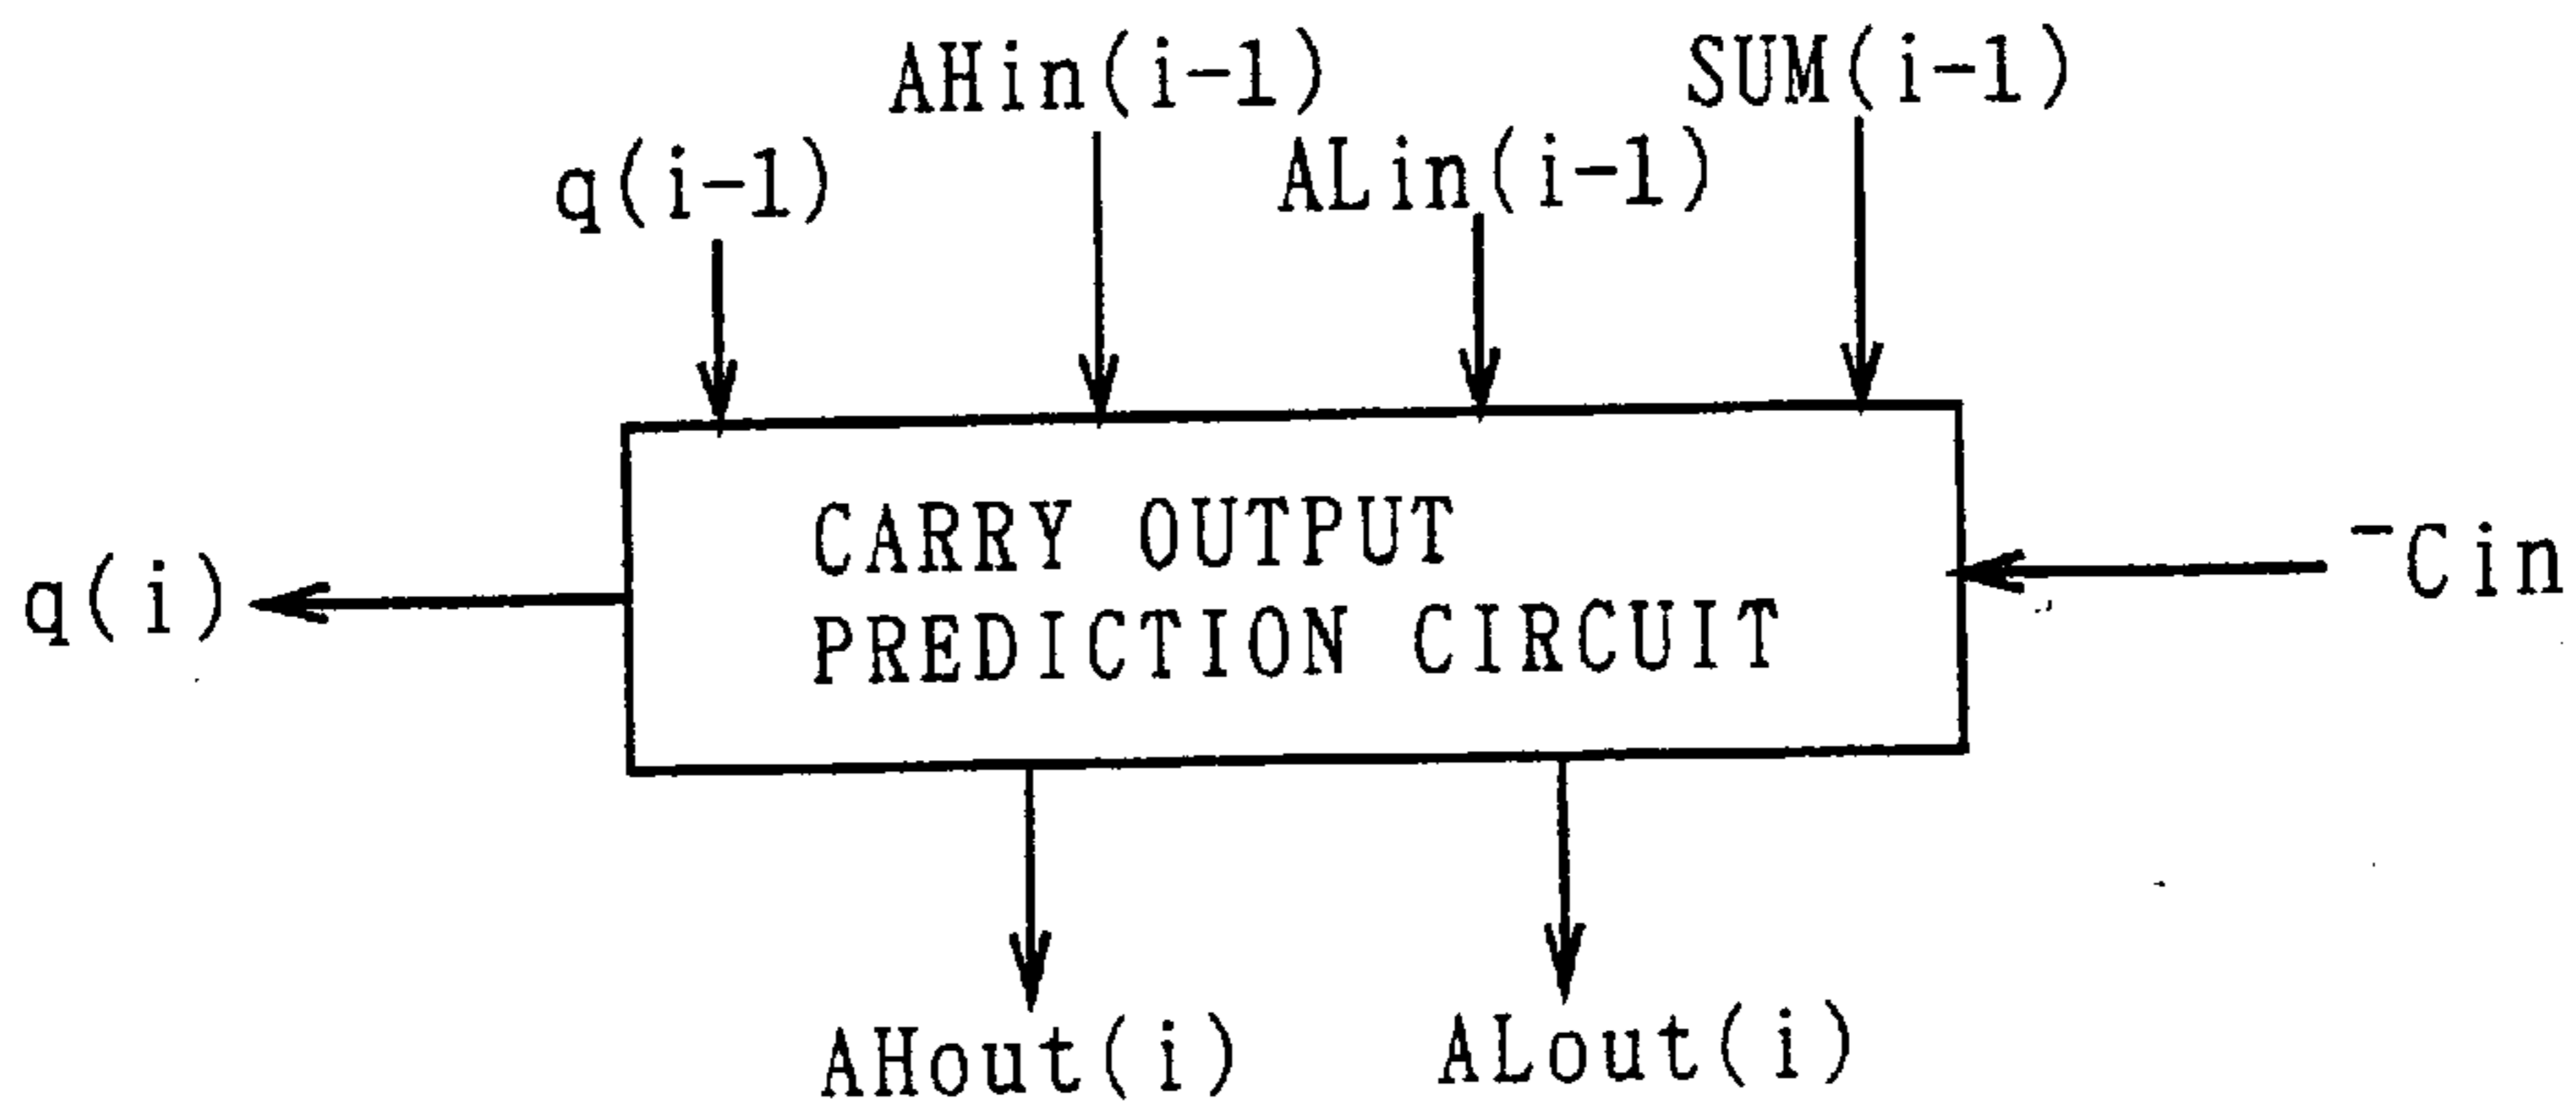 AHin(i-1)
SUM(i-1)
q(i-1)
ALin(i-1)
CARRY OUTPUT
PREDICTION CIRCUIT
q(i)
¯Cin
AHout(i)
ALout(i)